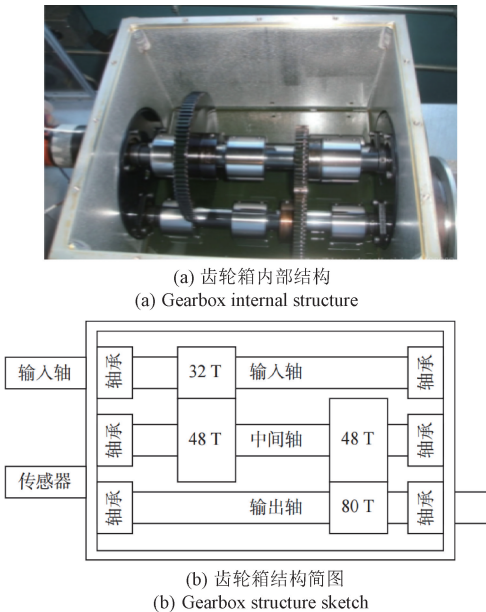 (a) 齿轮箱内部结构
(a) Gearbox internal structure
输入轴
轴承
32 T
输入轴
轴承
轴承
48 T
中间轴
48 T
轴承
传感器
轴承
输出轴
80 T
轴承
(b) 齿轮箱结构简图
(b) Gearbox structure sketch